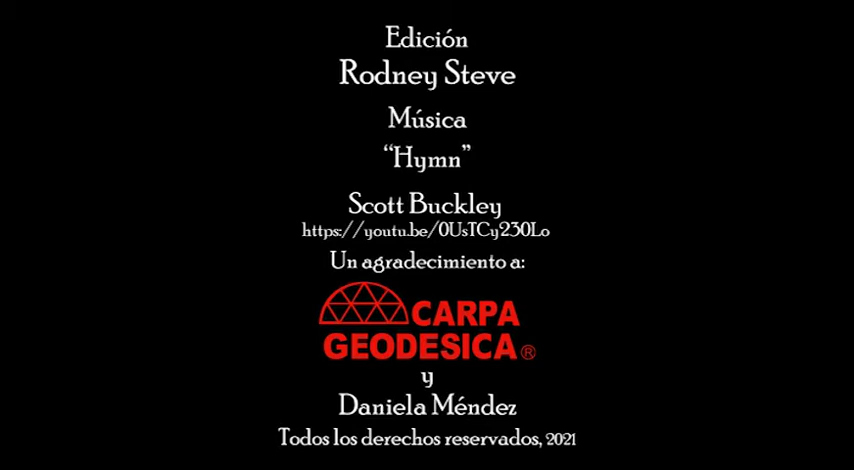 Edición
Rodney Steve
Música
“Hymn”
Scott Buckley
https://youtu.be/0UsTCy230Lo
Un agradecimiento a:
CARPA
GEODESICA®
y
Daniela Méndez
Todos los derechos reservados, 2021